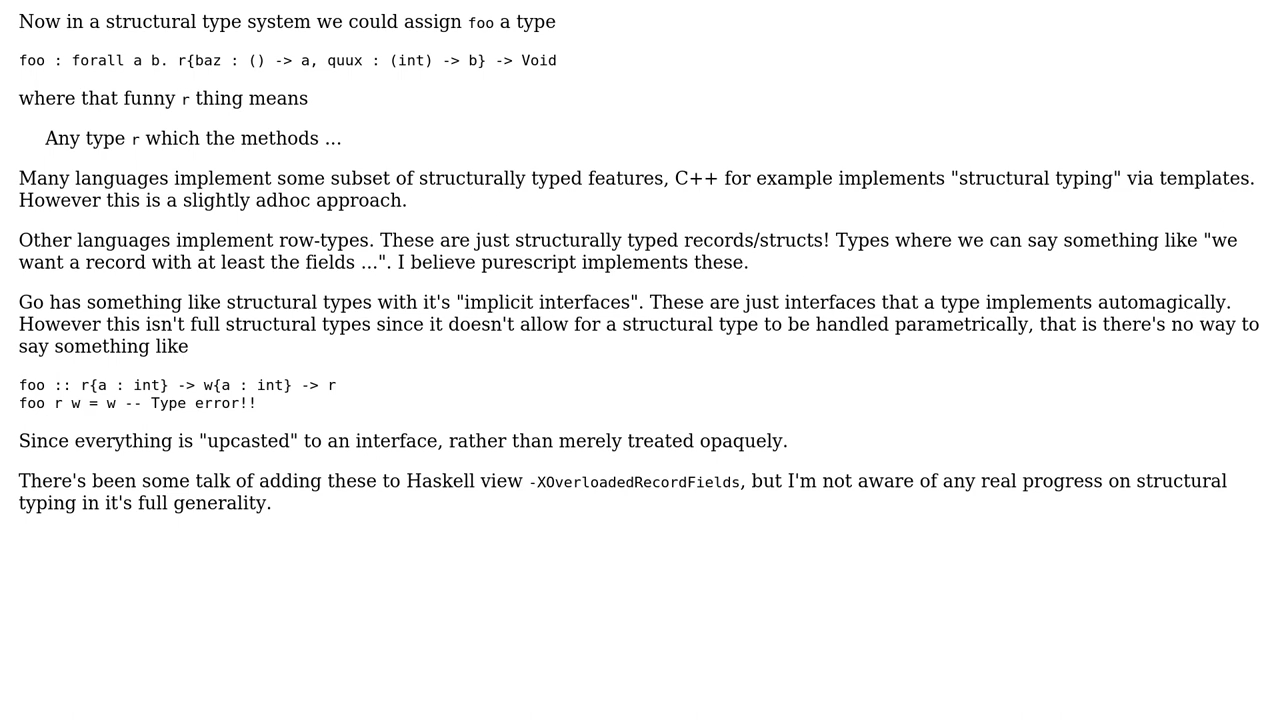 Now in a structural type system we could assign foo a type
foo : forall a b. r{baz : () -> a, quux : (int) -> b} -> Void
where that funny r thing means
Any type r which the methods ...
Many languages implement some subset of structurally typed features, C++ for example implements "structural typing" via templates.
However this is a slightly adhoc approach.
Other languages implement row-types. These are just structurally typed records/structs! Types where we can say something like "we
want a record with at least the fields ...". I believe purescript implements these.
Go has something like structural types with it's "implicit interfaces". These are just interfaces that a type implements automagically.
However this isn't full structural types since it doesn't allow for a structural type to be handled parametrically, that is there's no way to
say something like
foo :: r{a : int} -> w{a : int} -> r
foo r w = w -- Type error!!
Since everything is "upcasted" to an interface, rather than merely treated opaquely.
There's been some talk of adding these to Haskell view -XOverloadedRecordFields, but I'm not aware of any real progress on structural
typing in it's full generality.